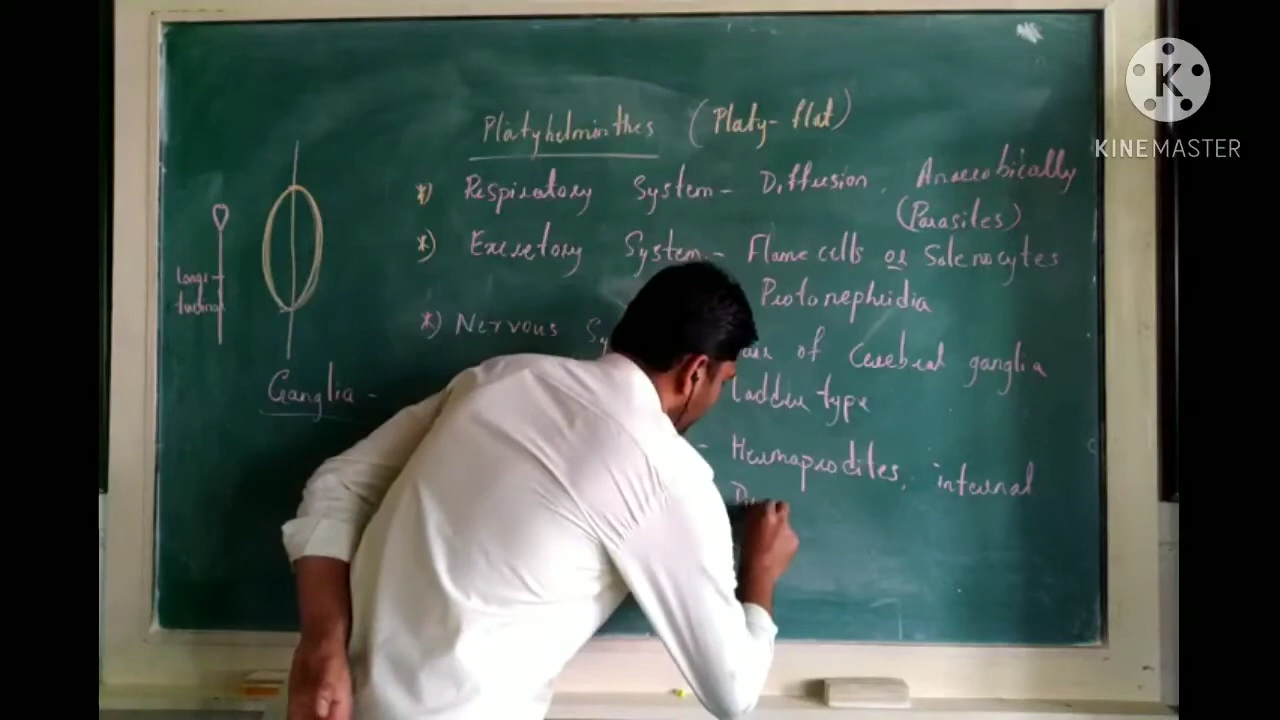 Platyhelminthes (Platy-flat)
*) Respiratory System - Diffusion, Anaerobically
(Parasites)
*) Excretory System - Flame cells or Solenocytes
Protonephridia
*) Nervous Sy
of Cerebral ganglia
Ladder type
- Hermaprodites, internal
Longi-
tudinal
Ganglia -
K
KINEMASTER